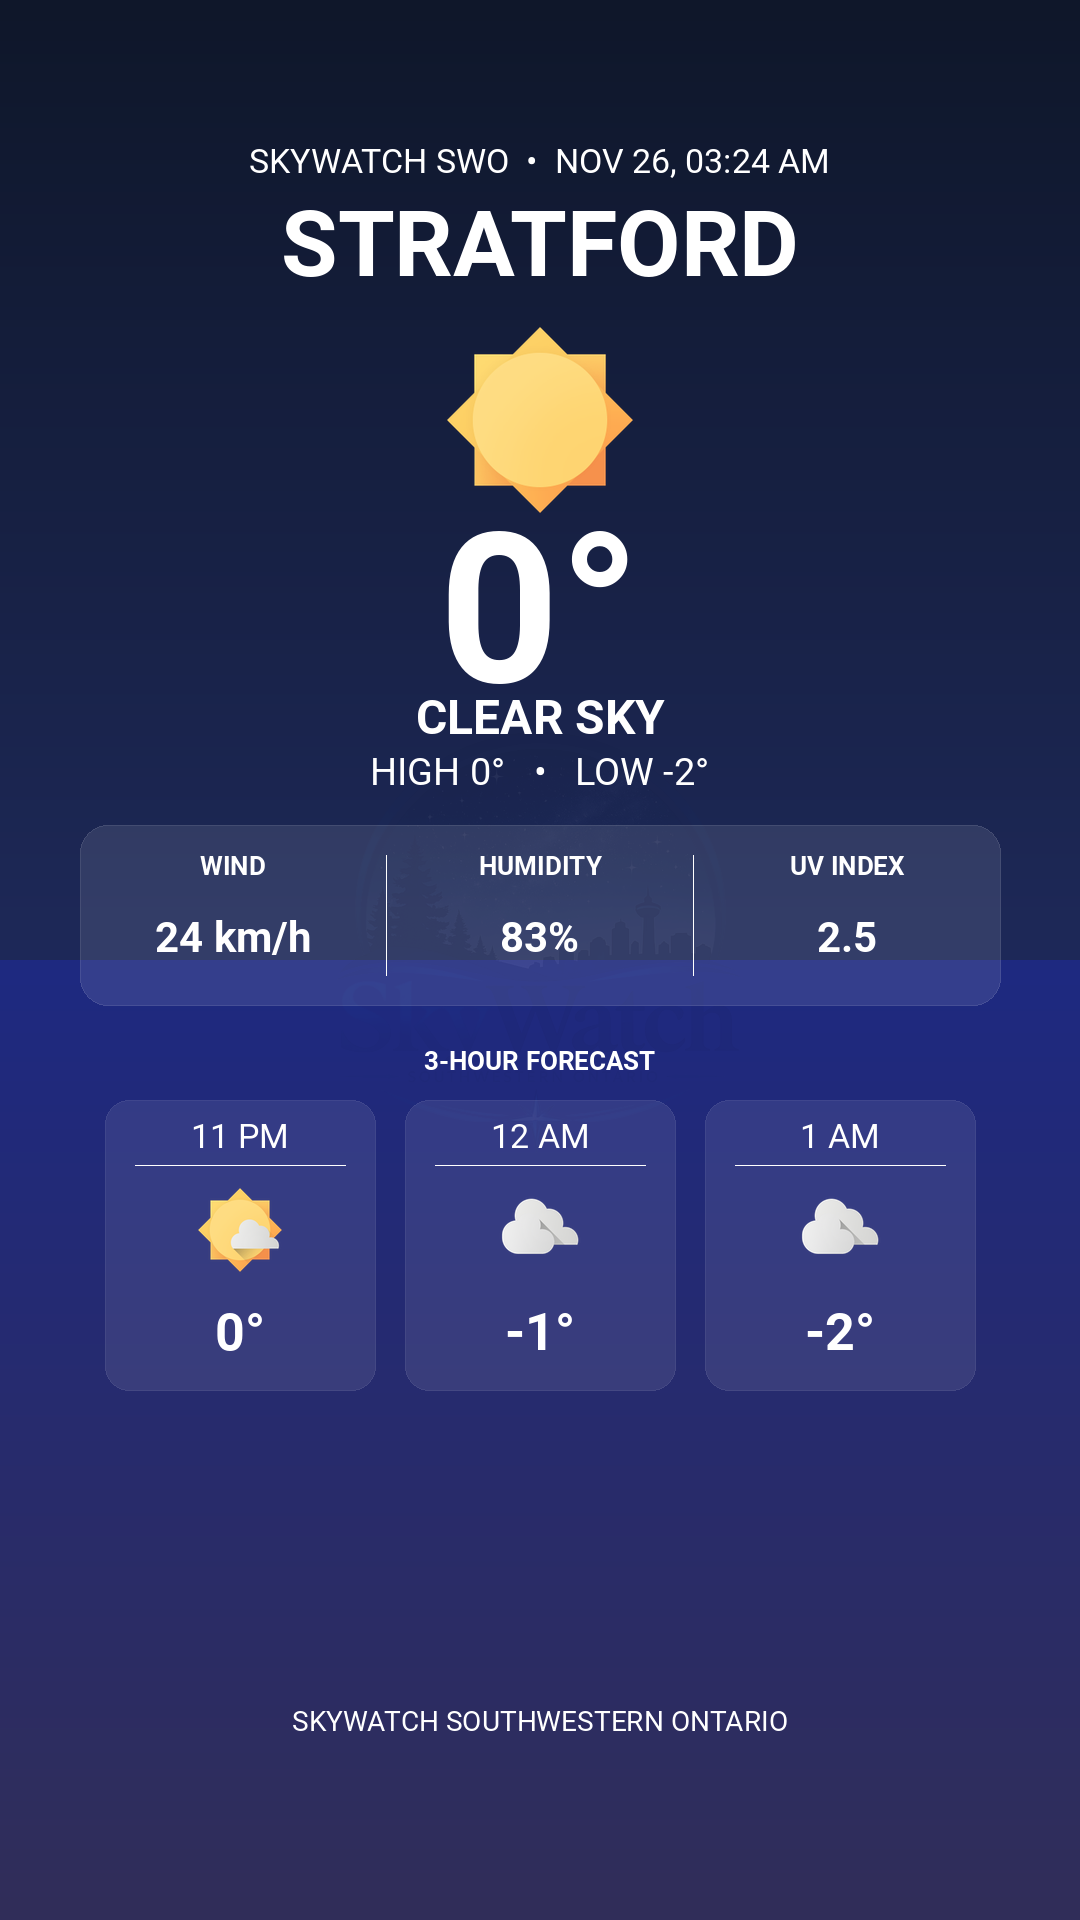 SKYWATCH SWO • NOV 26, 03:24 AM
STRATFORD
0°
CLEAR SKY
HIGH 0° • LOW -2°
WIND
HUMIDITY
UV INDEX
24 km/h
83%
2.5
SkyWatch
3-HOUR FORECAST
11 PM
12 AM
1 AM
0°
-1°
-2°
SKYWATCH SOUTHWESTERN ONTARIO